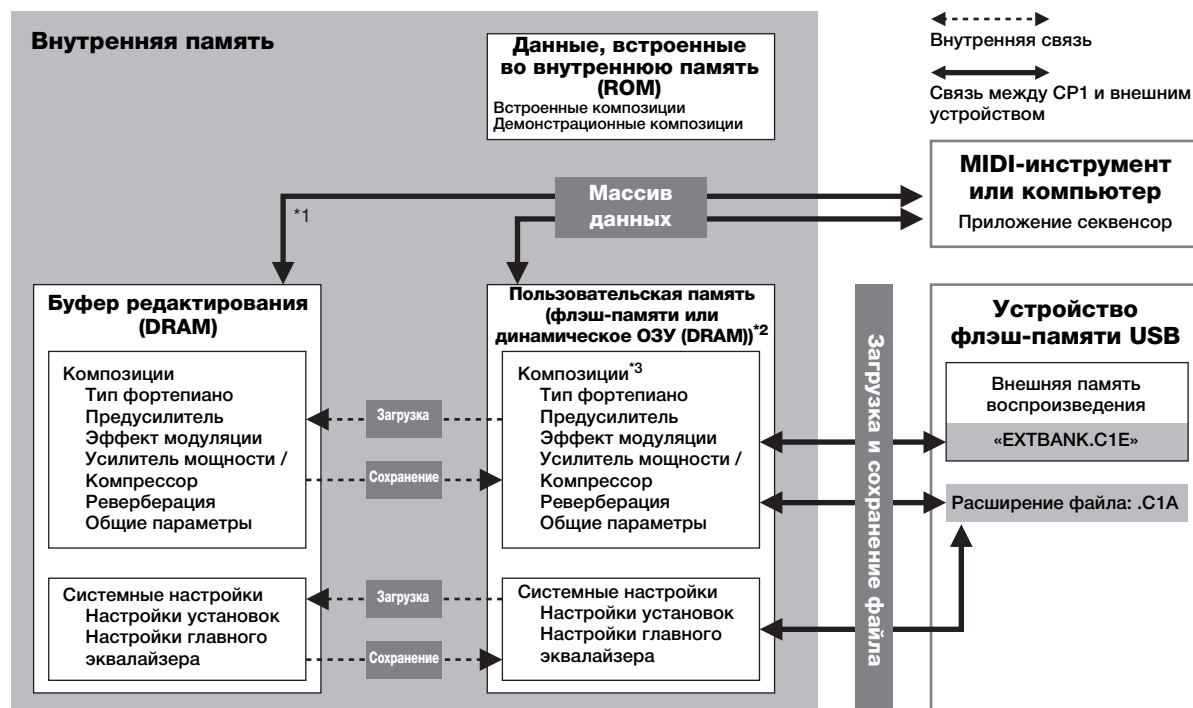 Внутренняя память
Данные, встроенные
во внутреннюю память
(ROM)
Встроенные композиции
Демонстрационные композиции
Внутренняя связь
Связь между CP1 и внешним
устройством
MIDI-инструмент
или компьютер
Приложение секвенсор
Массив
данных
*1
Буфер редактирования
(DRAM)
Композиции
Тип фортепиано
Предусилитель
Эффект модуляции
Усилитель мощности /
Компрессор
Реверберация
Общие параметры
Системные настройки
Настройки установок
Настройки главного
эквалайзера
Загрузка
Сохранение
Загрузка
Сохранение
Пользовательская память
(флэш-памяти или
динамическое ОЗУ (DRAM))*2
Композиции*3
Тип фортепиано
Предусилитель
Эффект модуляции
Усилитель мощности /
Компрессор
Реверберация
Общие параметры
Системные настройки
Настройки установок
Настройки главного
эквалайзера
Загрузка и сохранение файла
Устройство
флэш-памяти USB
Внешняя память
воспроизведения
«EXTBANK.C1E»
Расширение файла: .C1A